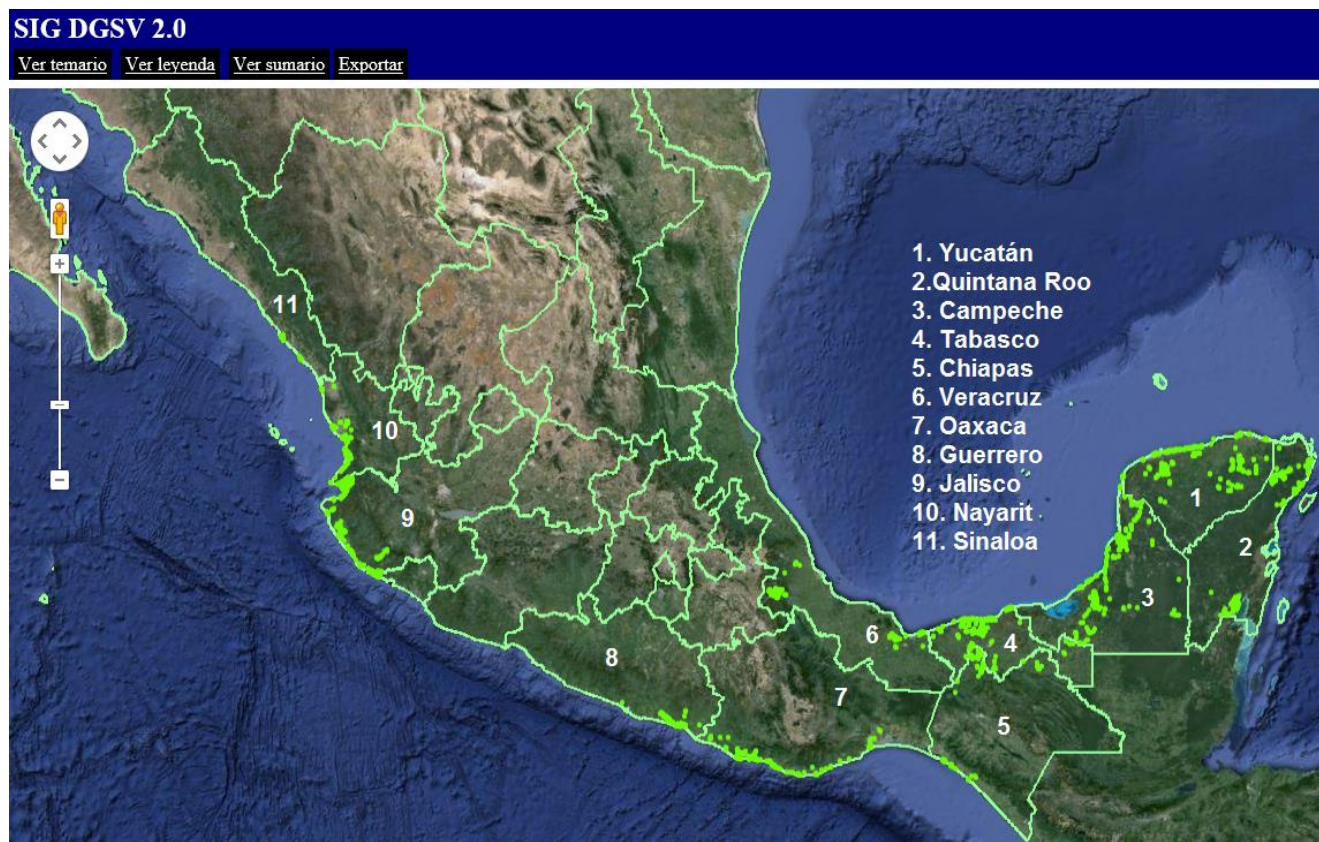 SIG DGSV 2.0
Ver temario Ver leyenda Ver sumario Exportar
1. Yucatán
2.Quintana Roo
3. Campeche
4. Tabasco
5. Chiapas
6. Veracruz
7. Oaxaca
8. Guerrero
9. Jalisco
10. Nayarit
11. Sinaloa
11
10
9
8
7
6
5
4
3
2
1